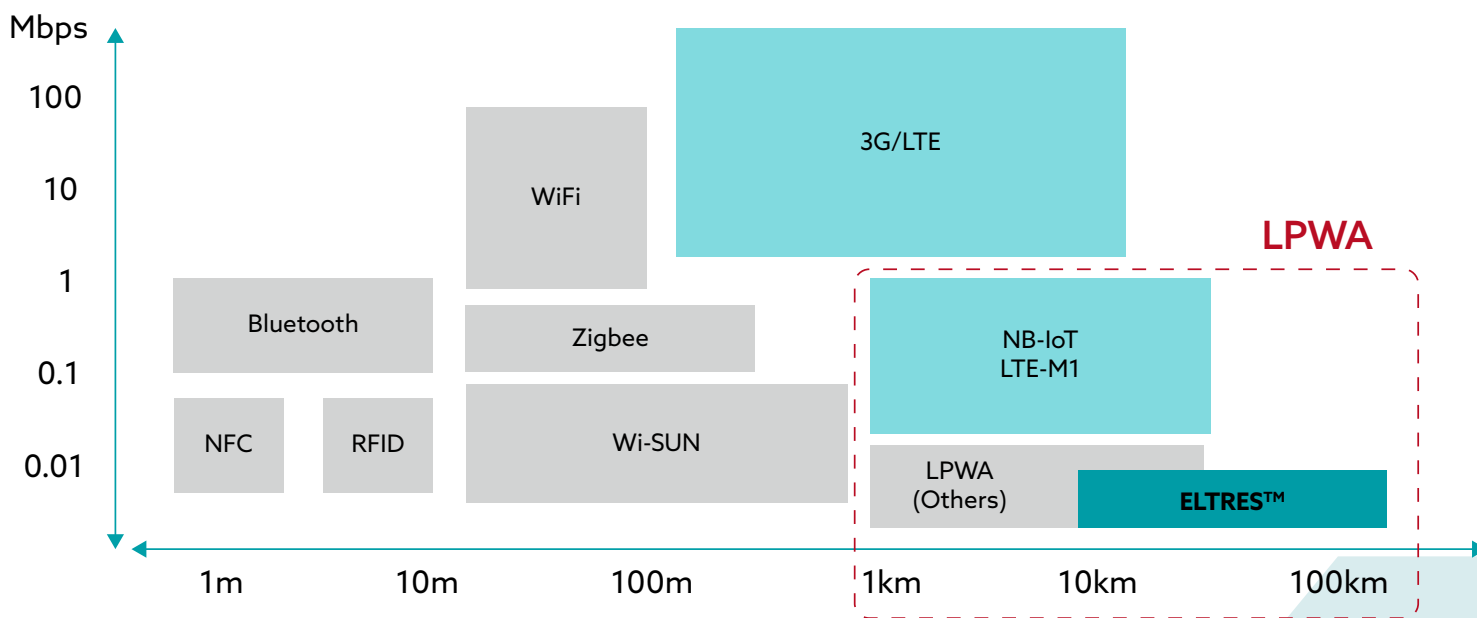 Mbps
100
10
1
0.1
0.01
3G/LTE
WiFi
LPWA
Bluetooth
Zigbee
NB-IoT
LTE-M1
NFC
RFID
Wi-SUN
LPWA
(Others)
ELTRES™
1m
10m
100m
1km
10km
100km